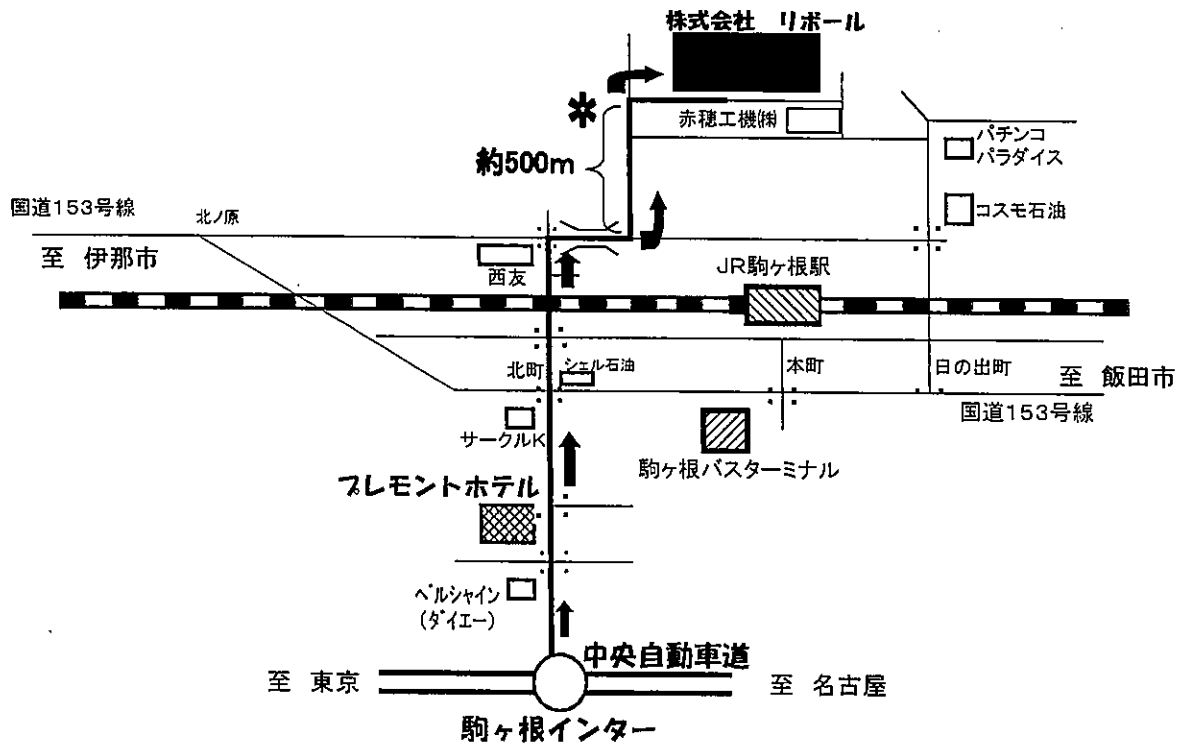 株式会社　リボール
＊
赤穂工機㈱
パチンコ
パラダイス
約500m
国道153号線
北ノ原
コスモ石油
至　伊那市
西友
JR駒ヶ根駅
北町
シェル石油
本町
日の出町
至　飯田市
国道153号線
サークルK
駒ヶ根バスターミナル
プレモントホテル
ベルシャイン
(ダイエー)
中央自動車道
至　東京
至　名古屋
駒ヶ根インター